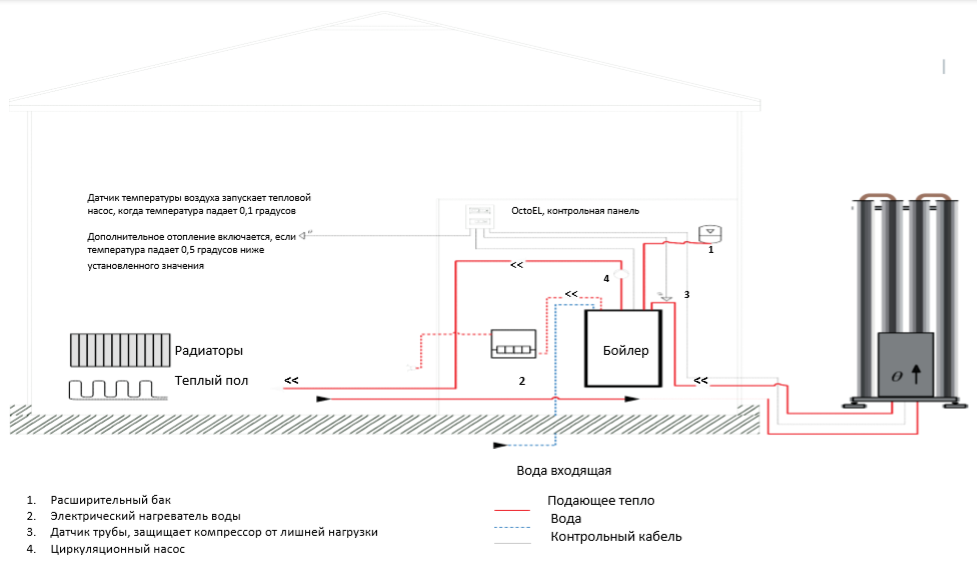 Датчик температуры воздуха запускает тепловой
насос, когда температура падает 0,1 градусов
OctoEL, контрольная панель
Дополнительное отопление включается, если
температура падает 0,5 градусов ниже
установленного значения
1
<<
4
<<
3
Радиаторы
Бойлер
Теплый пол
<<
2
<<
Вода входящая
1. Расширительный бак
2. Электрический нагреватель воды
3. Датчик трубы, защищает компрессор от лишней нагрузки
4. Циркуляционный насос
Подающее тепло
Вода
Контрольный кабель